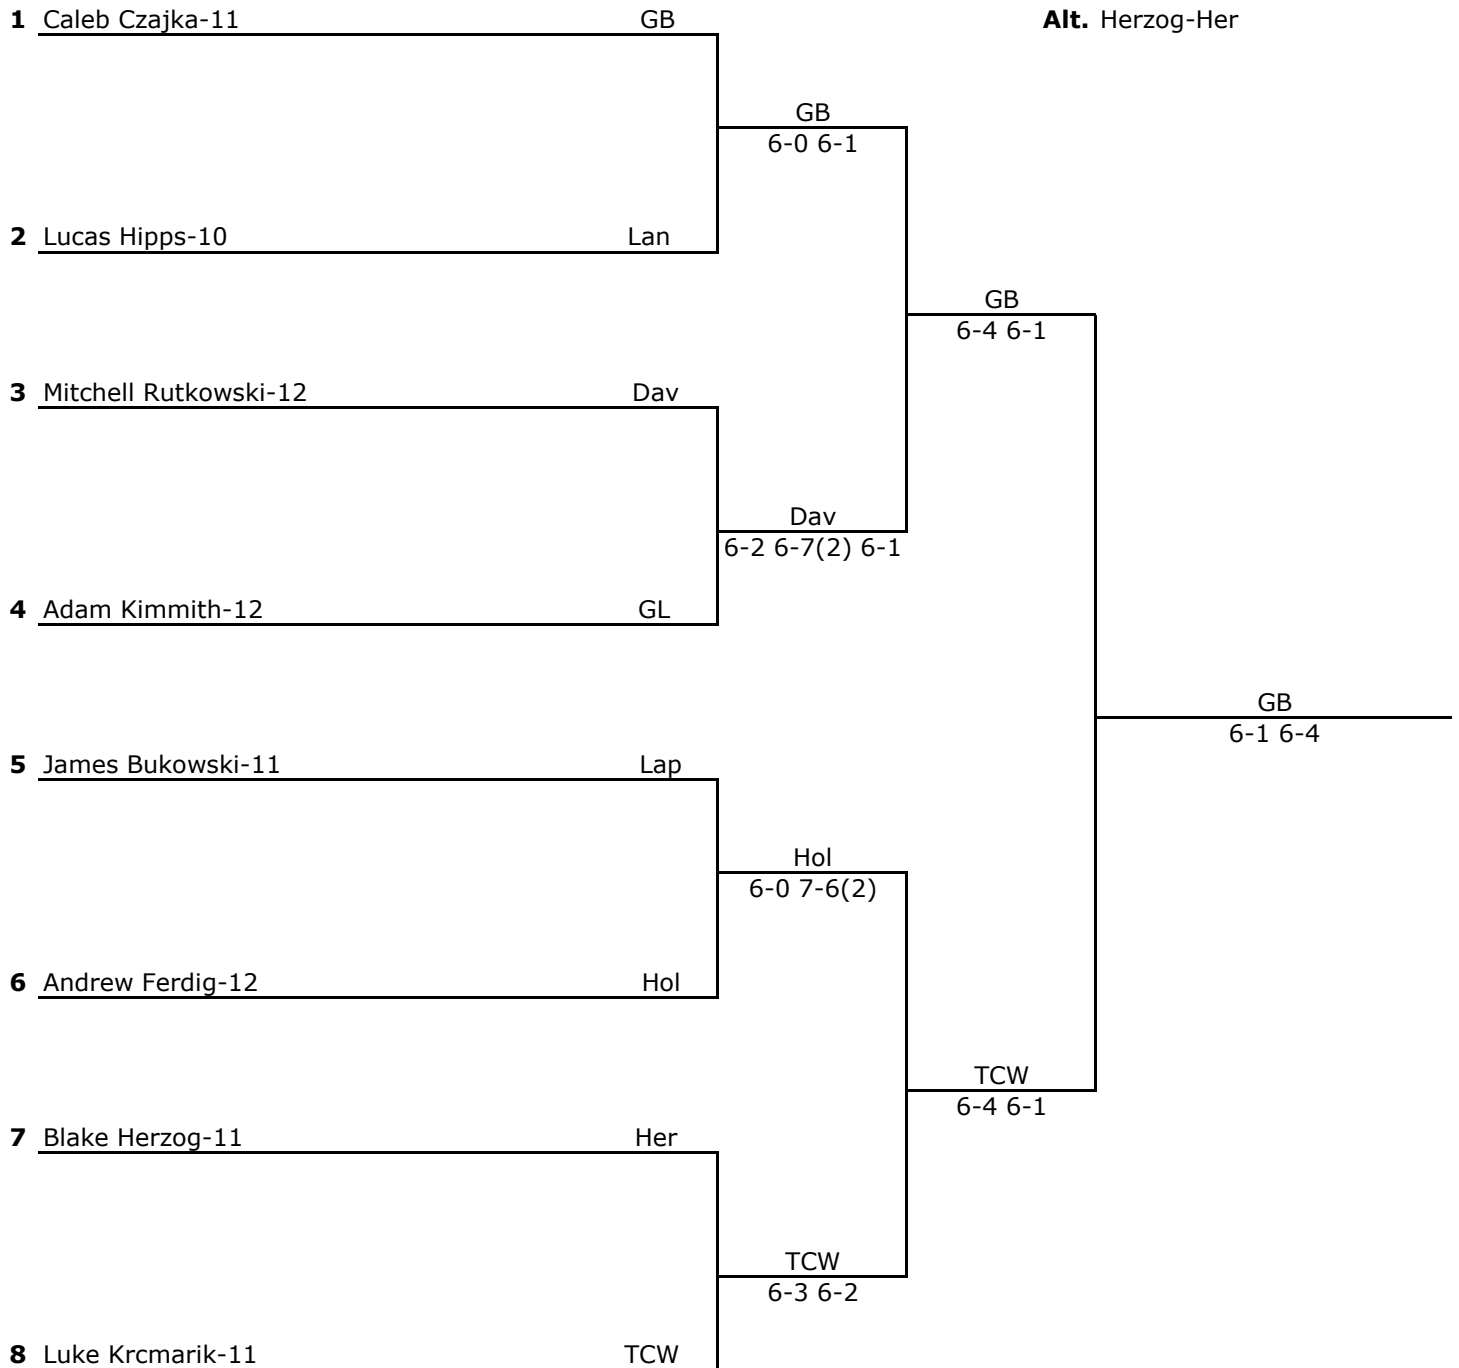 1 Caleb Czajka-11 GB
Alt. Herzog-Her
GB
6-0 6-1
2 Lucas Hipps-10 Lan
GB
6-4 6-1
3 Mitchell Rutkowski-12 Dav
Dav
6-2 6-7(2) 6-1
4 Adam Kimmith-12 GL
GB
6-1 6-4
5 James Bukowski-11 Lap
Hol
6-0 7-6(2)
6 Andrew Ferdig-12 Hol
TCW
6-4 6-1
7 Blake Herzog-11 Her
TCW
6-3 6-2
8 Luke Krcmarik-11 TCW